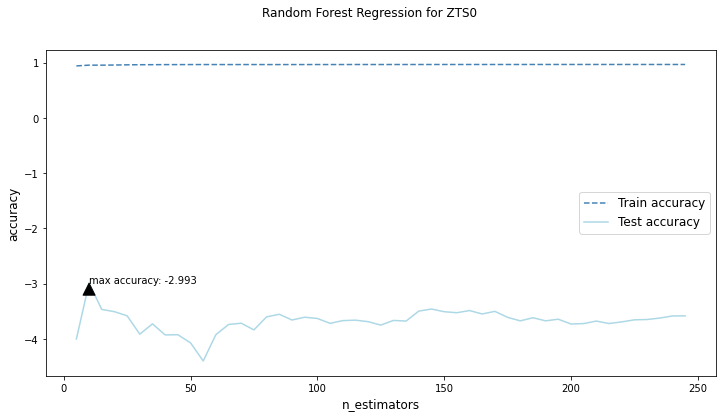 Random Forest Regression for ZTS0
1
0
−1
−2
−3
−4
accuracy
max accuracy: -2.993
Train accuracy
Test accuracy
0
50
100
150
200
250
n_estimators